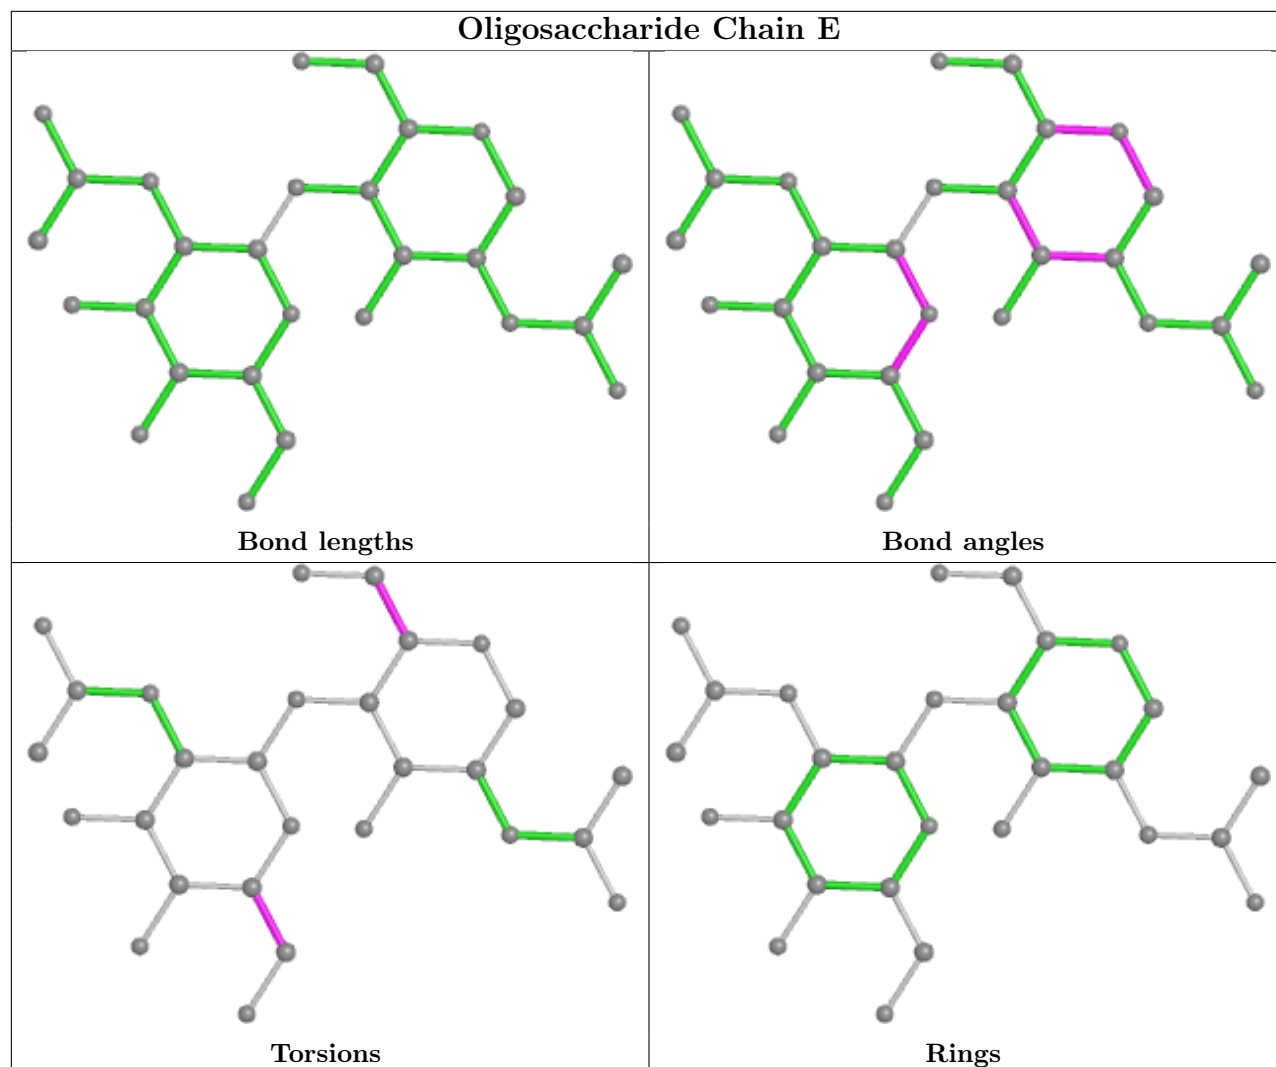 Oligosaccharide Chain E
Bond lengths
Bond angles
Torsions
Rings